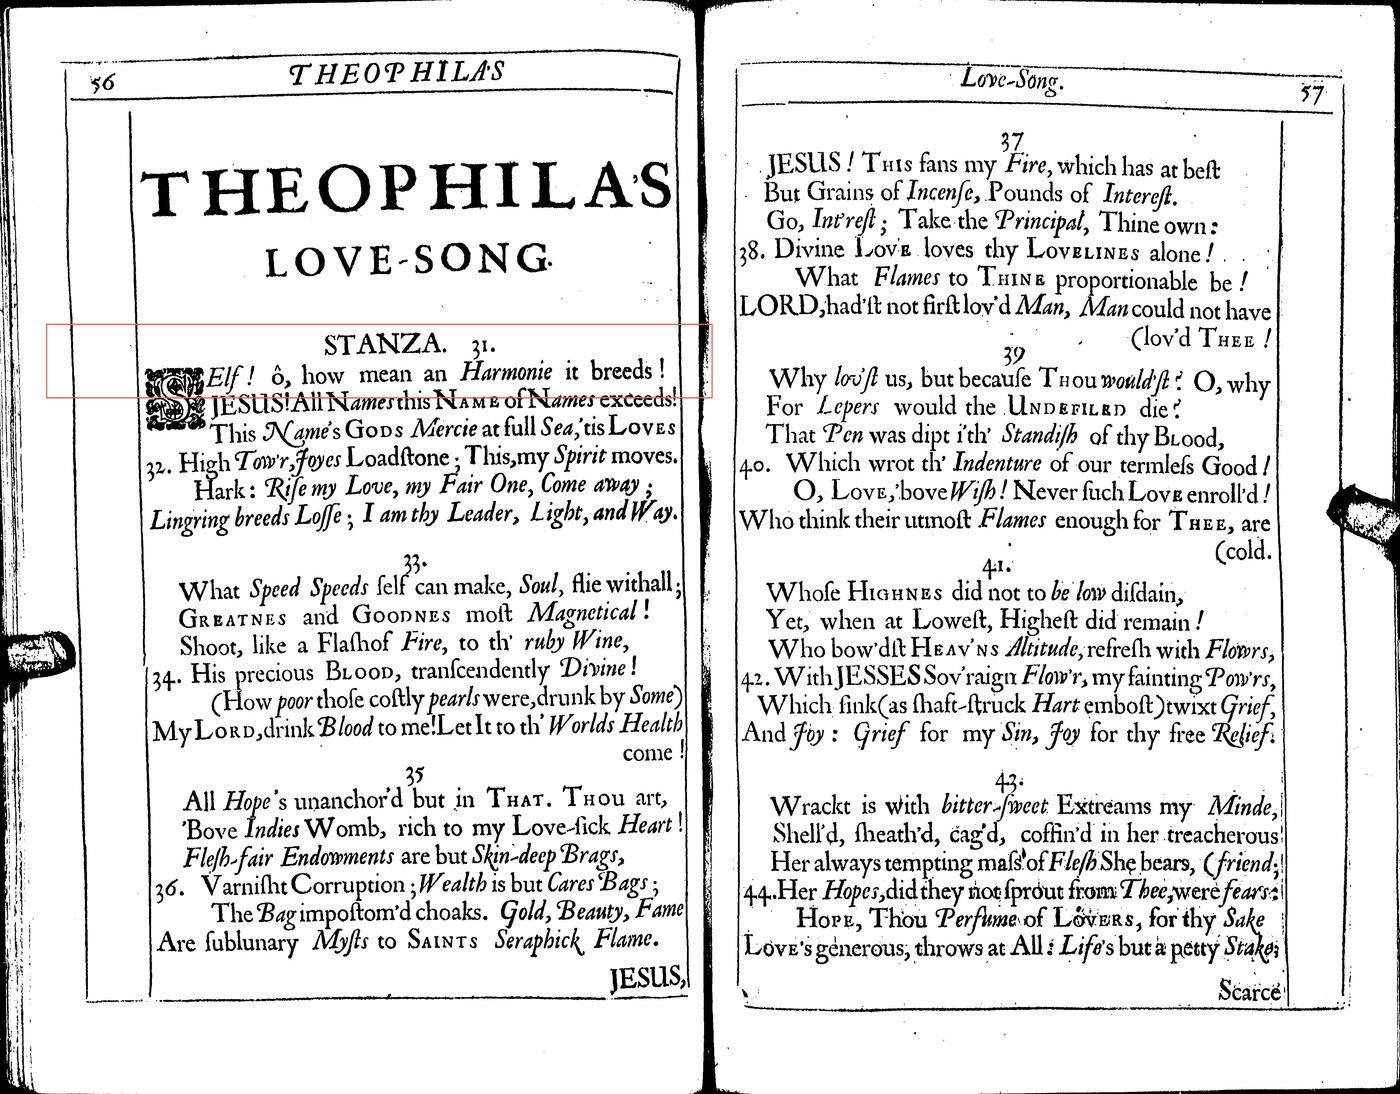 56 THEOPHILA'S
THEOPHILA'S
LOVE-SONG.
STANZA. 31.
SElf! ô, how mean an Harmonie it breeds!
JESUS! All Names this NAME of Names exceeds!
This Name's GODS Mercie at full Sea,'tis LOVES
32. High Tow'r, Joyes Loadſtone; This, my Spirit moves.
Hark: Riſe my Love, my Fair One, Come away;
Lingring breeds Loſſe; I am thy Leader, Light, and Way.
33.
What Speed Speeds ſelf can make, Soul, flie withall;
GREATNES and GOODNES moſt Magnetical!
Shoot, like a Flaſhof Fire, to th' ruby Wine,
34. His precious BLOOD, tranſcendently Divine!
(How poor thoſe coſtly pearls were, drunk by Some)
My LORD, drink Blood to me! Let It to th' Worlds Health
come!
35
All Hope's unanchor'd but in THAT. THOU art,
'Bove Indies Womb, rich to my Love-ſick Heart!
Fleſh-fair Endowments are but Skin-deep Brags,
36. Varniſht Corruption; Wealth is but Cares Bags;
The Bag impoſtom'd choaks. Gold, Beauty, Fame
Are ſublunary Myſts to SAINTS Seraphick Flame.
JESUS,
Love-Song. 57
37
JESUS! THIS fans my Fire, which has at beſt
But Grains of Incenſe, Pounds of Intereſt.
Go, Int'reſt; Take the Principal, Thine own:
38. Divine LOVE loves thy LOVELINES alone!
What Flames to THINE proportionable be!
LORD, had'ſt not firſt lov'd Man, Man could not have
(lov'd THEE!
39
Why lov'ſt us, but becauſe THOU would'ſt? O, why
For Lepers would the UNDEFILED die?
That Pen was dipt i'th' Standiſh of thy BLOOD,
40. Which wrot th' Indenture of our termleſs Good!
O, LOVE,'bove Wiſh! Never ſuch LOVE enroll'd!
Who think their utmoſt Flames enough for THEE, are
(cold.
41.
Whoſe HIGHNES did not to be low diſdain,
Yet, when at Loweſt, Higheſt did remain!
Who bow'dſt HEAV'NS Altitude, refreſh with Flowrs,
42. With JESSES Sov'raign Flow'r, my fainting Pow'rs,
Which ſink (as ſhaft-ſtruck Hart emboſt) twixt Grief,
And Joy: Grief for my Sin, Joy for thy free Relief.
43.
Wrackt is with bitter-ſweet Extreams my Minde,
Shell'd, ſheath'd, cag'd, coffin'd in her treacherous
Her always tempting maſs of Fleſh She bears, (friend;
44. Her Hopes, did they not ſprout from Thee, were fears:
HOPE, Thou Perfume of LOVERS, for thy Sake
LOVE's generous, throws at All: Life's but a petty Stake;
Scarce